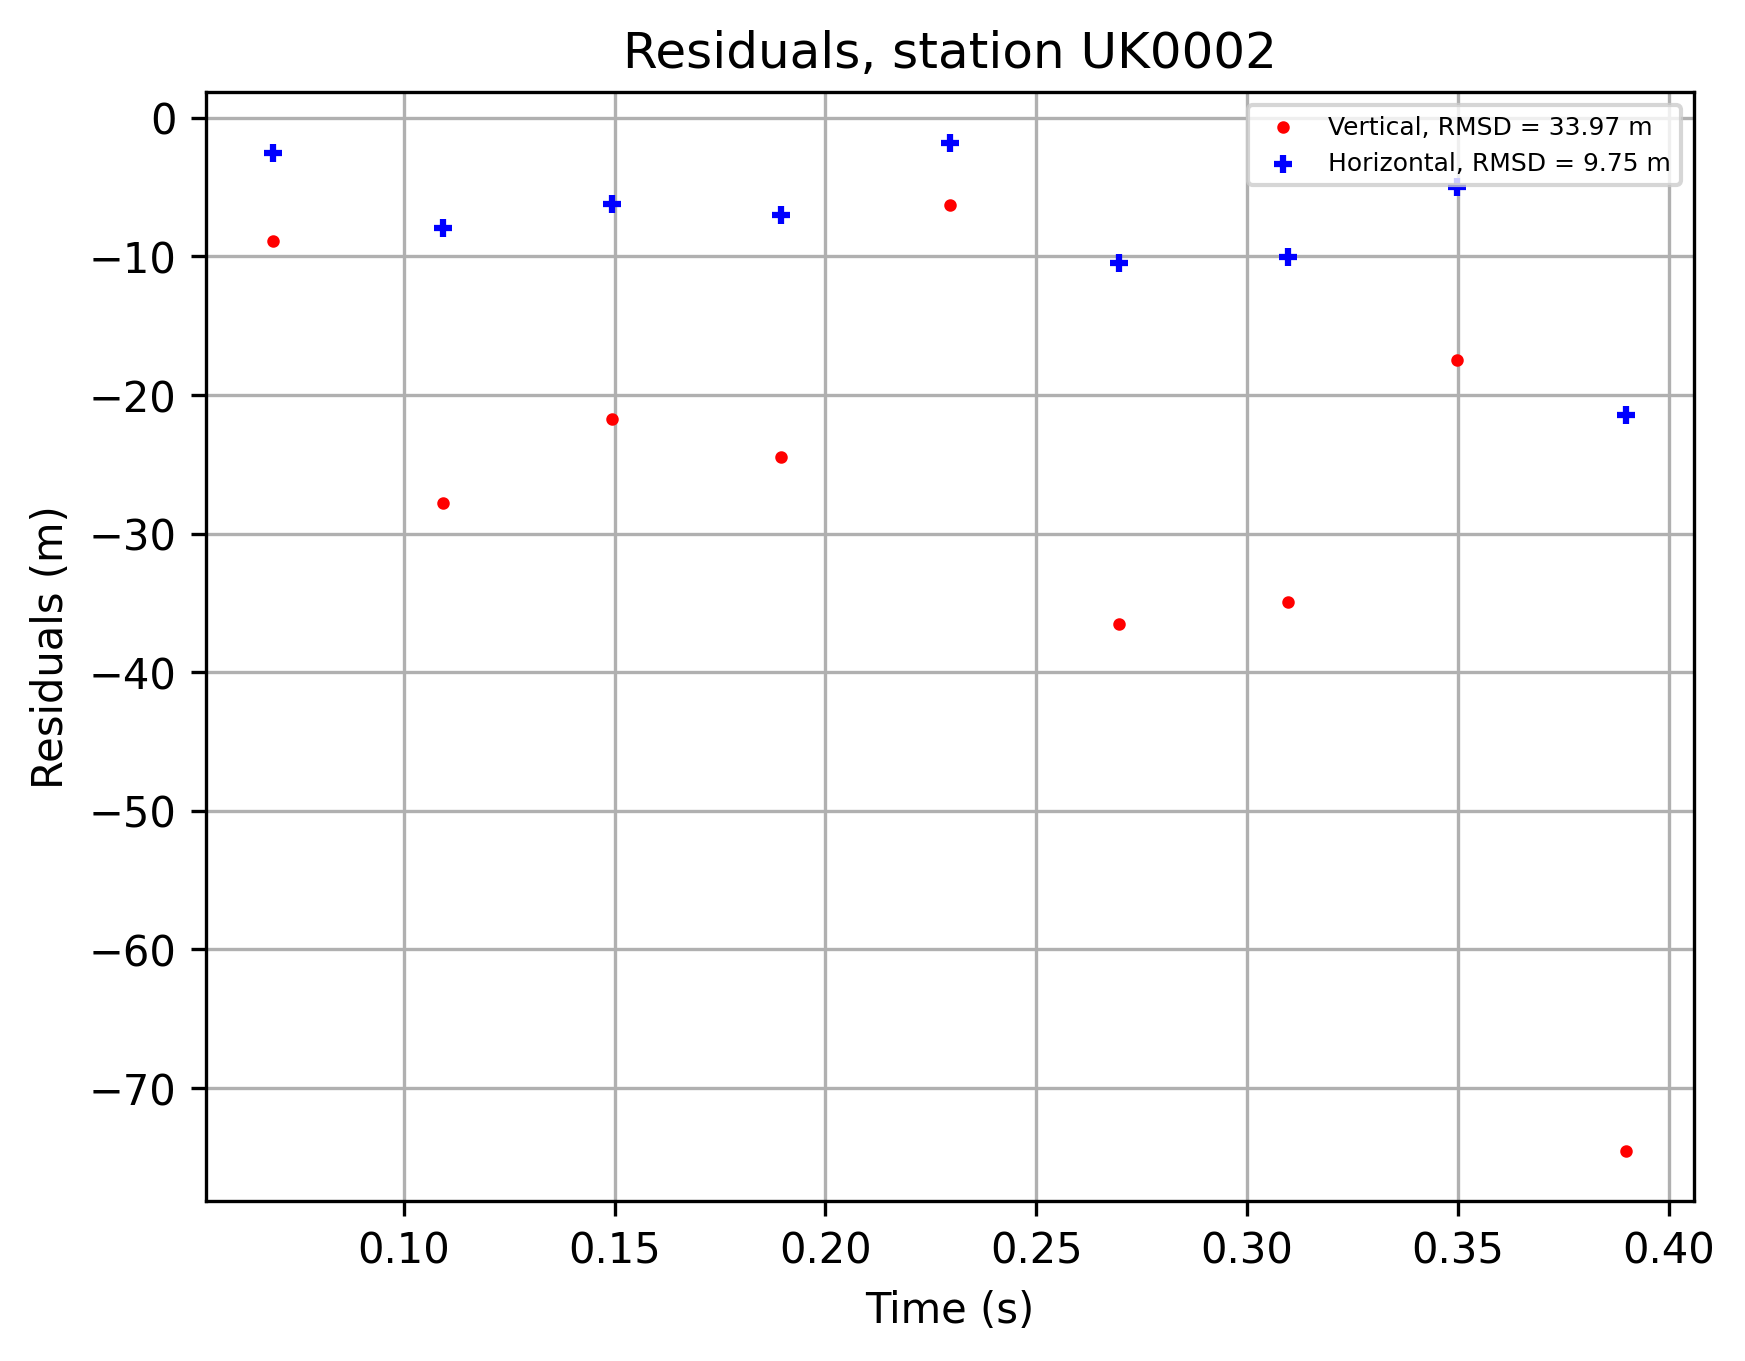 Residuals, station UK0002
Vertical, RMSD = 33.97 m
Horizontal, RMSD = 9.75 m
Residuals (m)
0
−10
−20
−30
−40
−50
−60
−70
0.10 0.15 0.20 0.25 0.30 0.35 0.40
Time (s)